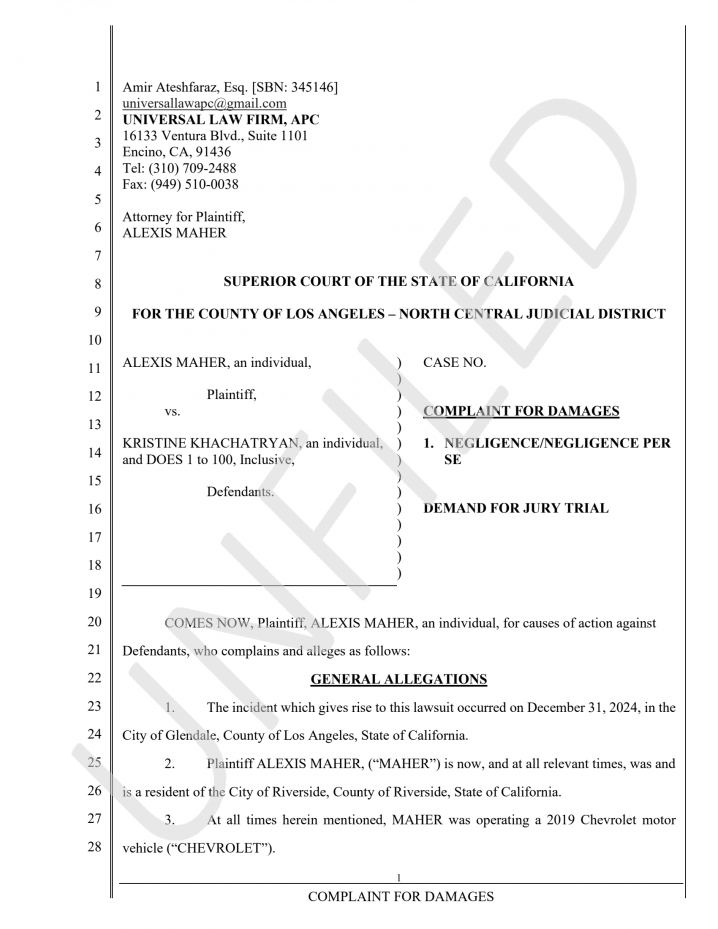 1 Amir Ateshfaraz, Esq. [SBN: 345146]
universallawapc@gmail.com
2 UNIVERSAL LAW FIRM, APC
3 16133 Ventura Blvd., Suite 1101
Encino, CA, 91436
4 Tel: (310) 709-2488
Fax: (949) 510-0038
5
Attorney for Plaintiff,
6 ALEXIS MAHER
7
8 SUPERIOR COURT OF THE STATE OF CALIFORNIA
9 FOR THE COUNTY OF LOS ANGELES – NORTH CENTRAL JUDICIAL DISTRICT
10
11 ALEXIS MAHER, an individual, ) CASE NO.
)
12 Plaintiff, )
vs. ) COMPLAINT FOR DAMAGES
13 )
14 KRISTINE KHACHATRYAN, an individual, ) 1. NEGLIGENCE/NEGLIGENCE PER
and DOES 1 to 100, Inclusive, ) SE
15 )
Defendants. )
16 ) DEMAND FOR JURY TRIAL
)
17 )
)
18 )
19
20 COMES NOW, Plaintiff, ALEXIS MAHER, an individual, for causes of action against
21 Defendants, who complains and alleges as follows:
22 GENERAL ALLEGATIONS
23 1. The incident which gives rise to this lawsuit occurred on December 31, 2024, in the
24 City of Glendale, County of Los Angeles, State of California.
25 2. Plaintiff ALEXIS MAHER, (“MAHER”) is now, and at all relevant times, was and
26 is a resident of the City of Riverside, County of Riverside, State of California.
27 3. At all times herein mentioned, MAHER was operating a 2019 Chevrolet motor
28 vehicle (“CHEVROLET”).
1
COMPLAINT FOR DAMAGES
UNFILED